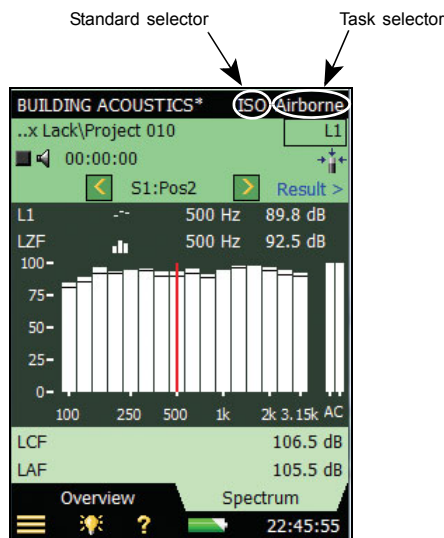 Standard selector Task selector
BUILDING ACOUSTICS* ISO Airborne
..x Lack\Project 010 L1
00:00:00
< S1:Pos2 > Result >
L1 500 Hz 89.8 dB
LZF 500 Hz 92.5 dB
100
75
50
25
0
100 250 500 1k 2k 3.15k AC
LCF 106.5 dB
LAF 105.5 dB
Overview Spectrum
? 22:45:55